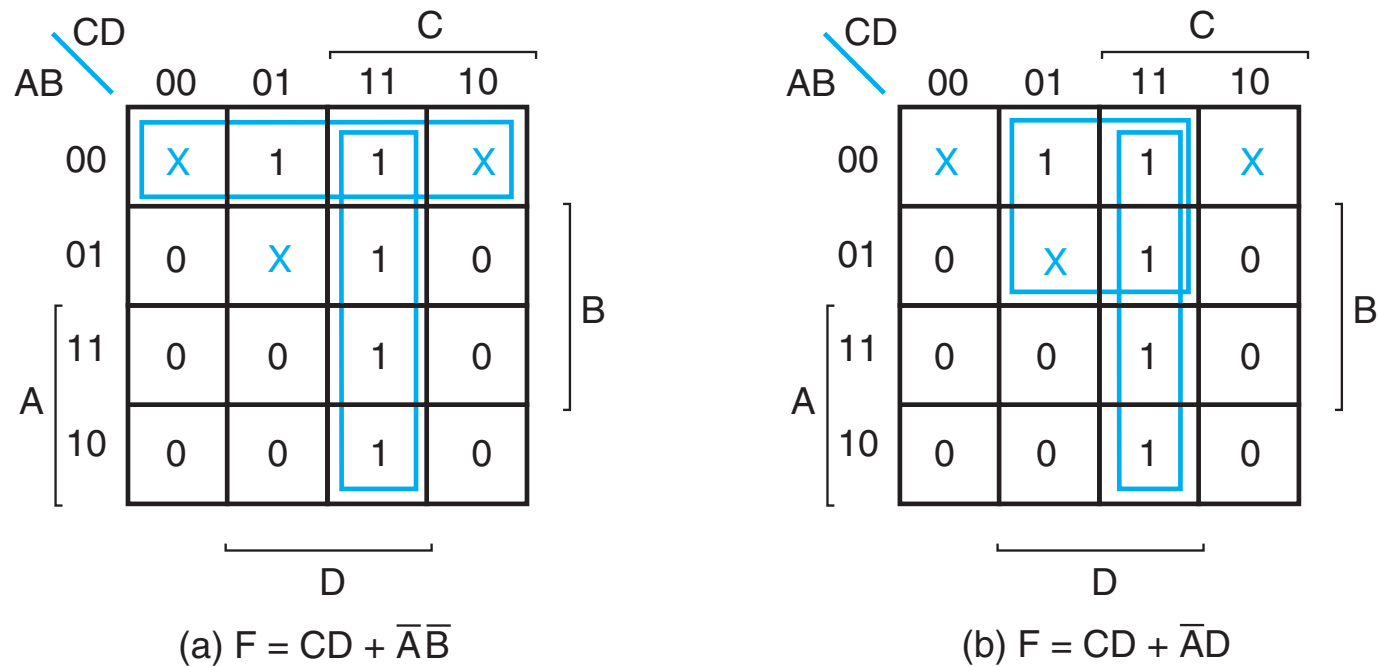 CD
C
AB 00 01 11 10
00 X 1 1 X
01 0 X 1 0
B
11 0 0 1 0
A
10 0 0 1 0
D
(a) F = CD + A̅ B̅
CD
C
AB 00 01 11 10
00 X 1 1 X
01 0 X 1 0
B
11 0 0 1 0
A
10 0 0 1 0
D
(b) F = CD + A̅D